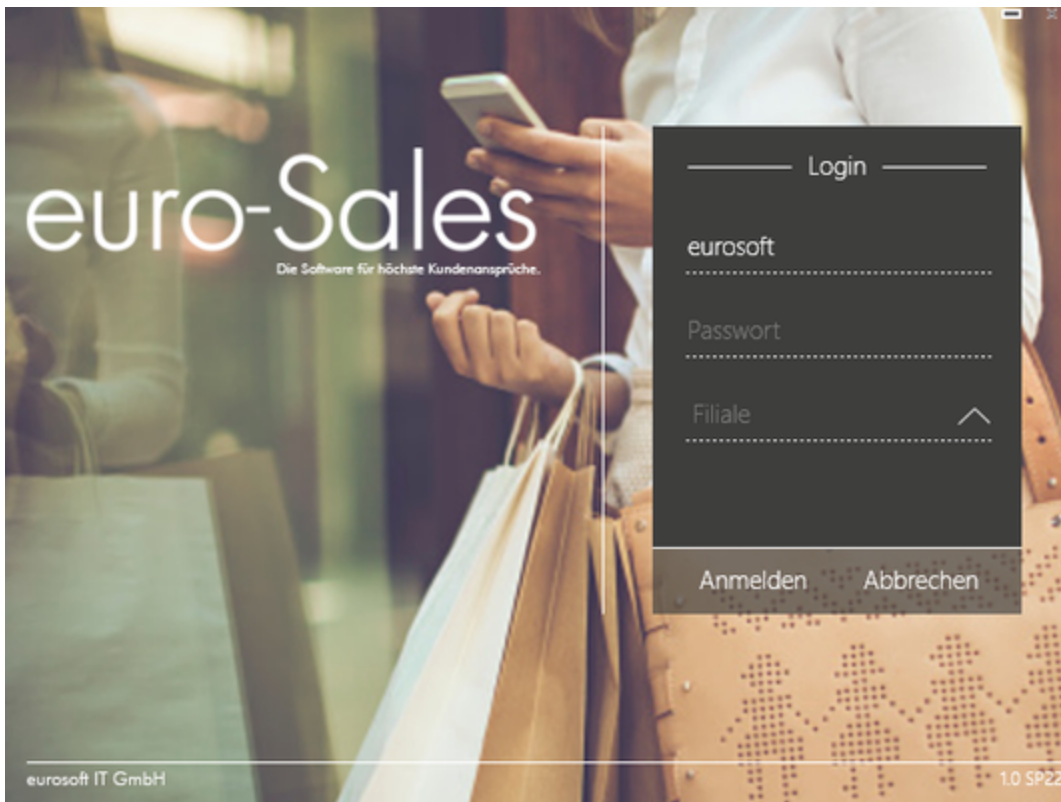 Login
euro-Sales
Die Software für höchste Kundenansprüche.
eurosoft
Passwort
Filiale
Anmelden Abbrechen
eurosoft IT GmbH
1.0 SP22